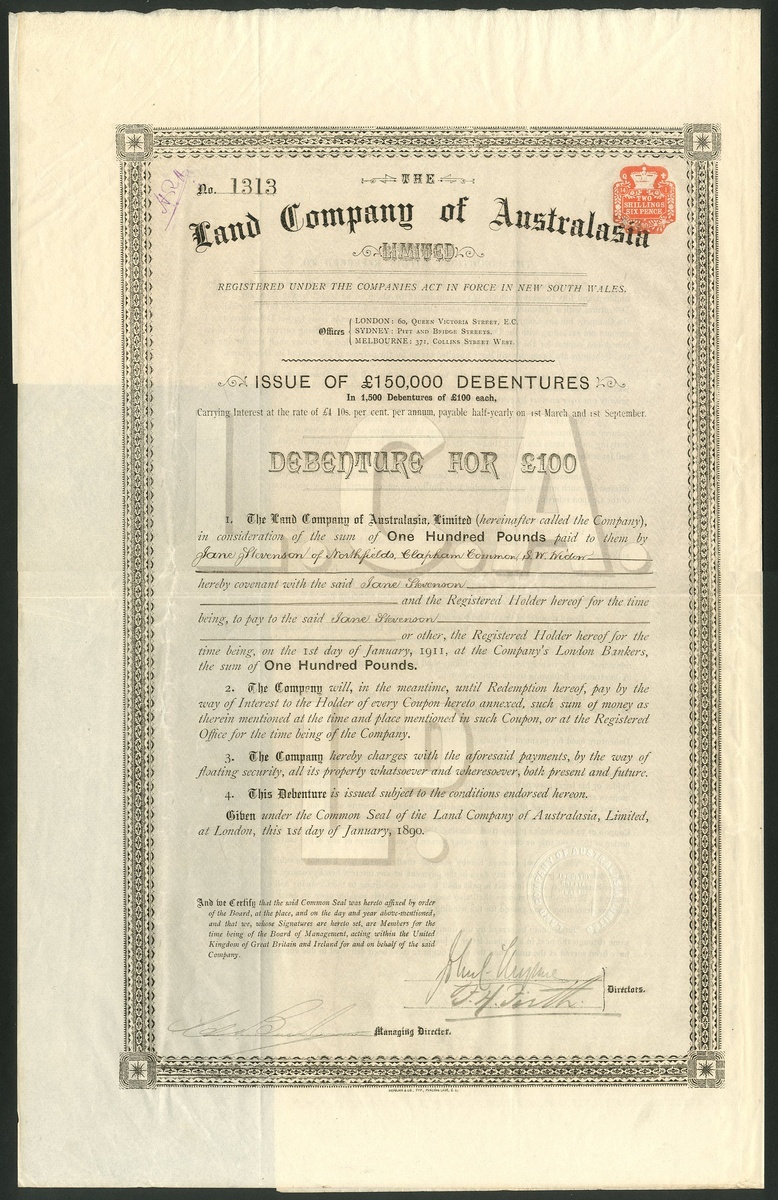 No. 1313
THE
Land Company of Australasia
LIMITED
TWO
SHILLINGS
SIX PENCE
REGISTERED UNDER THE COMPANIES ACT IN FORCE IN NEW SOUTH WALES.
Offices
LONDON: 60, Queen Victoria Street, E.C.
SYDNEY: Pitt and Bridge Streets.
MELBOURNE: 371, Collins Street West.
ISSUE OF £150,000 DEBENTURES
In 1,500 Debentures of £100 each,
Carrying Interest at the rate of £4 10s. per cent. per annum, payable half-yearly on 1st March and 1st September.
L.C.A.
DEBENTURE FOR £100
1. The Land Company of Australasia, Limited (hereinafter called the Company),
in consideration of the sum of One Hundred Pounds paid to them by
Jane Stevenson of Northfields, Clapham Common S.W. Widow
hereby covenant with the said Jane Stevenson
and the Registered Holder hereof for the time
being, to pay to the said Jane Stevenson
or other, the Registered Holder hereof for the
time being, on the 1st day of January, 1911, at the Company's London Bankers,
the sum of One Hundred Pounds.
2. The Company will, in the meantime, until Redemption hereof, pay by the
way of Interest to the Holder of every Coupon hereto annexed, such sum of money as
therein mentioned at the time and place mentioned in such Coupon, or at the Registered
Office for the time being of the Company.
3. The Company hereby charges with the aforesaid payments, by the way of
floating security, all its property whatsoever and wheresoever, both present and future.
4. This Debenture is issued subject to the conditions endorsed hereon.
Given under the Common Seal of the Land Company of Australasia, Limited,
at London, this 1st day of January, 1890.
And we Certify that the said Common Seal was hereto affixed by order
of the Board, at the place, and on the day and year above-mentioned,
and that we, whose Signatures are hereto set, are Members for the
time being of the Board of Management, acting within the United
Kingdom of Great Britain and Ireland for and on behalf of the said
Company.
F. H. Firth
Directors.
Managing Director.